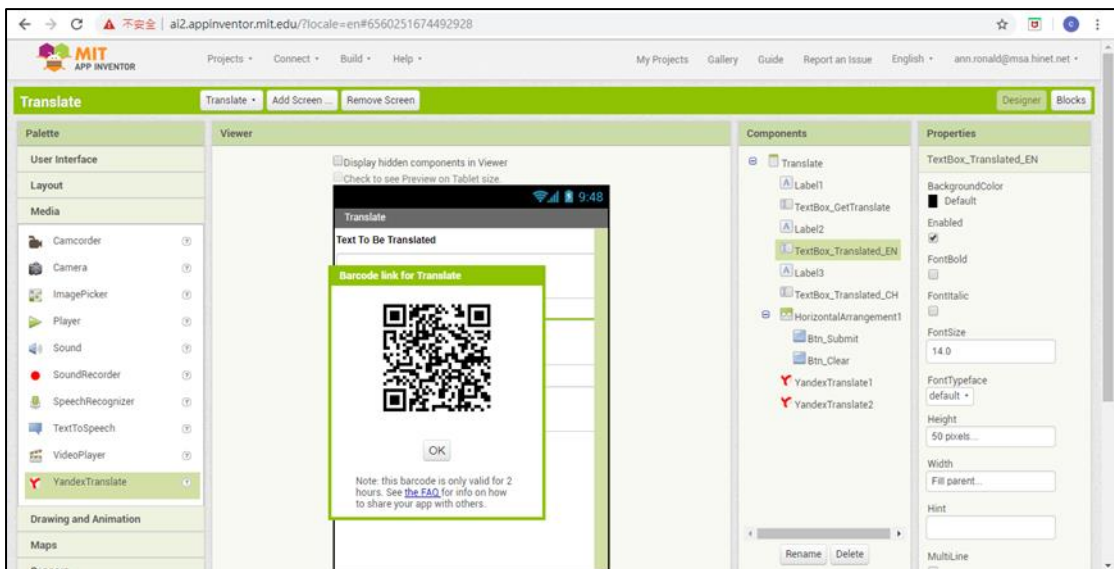 不安全 | ai2.appinventor.mit.edu/?locale=en#6560251674492928
MIT
APP INVENTOR
Projects Connect Build Help
My Projects Gallery Guide Report an Issue English ann.ronald@msa.hinet.net
Translate
Translate Add Screen ... Remove Screen
Designer Blocks
Palette
User Interface
Layout
Media
Camcorder
Camera
ImagePicker
Player
Sound
SoundRecorder
SpeechRecognizer
TextToSpeech
VideoPlayer
YandexTranslate
Drawing and Animation
Maps
Viewer
Display hidden components in Viewer
Check to see Preview on Tablet size.
9:48
Translate
Text To Be Translated
Barcode link for Translate
OK
Note: this barcode is only valid for 2
hours. See the FAQ for info on how
to share your app with others.
Components
Translate
Label1
TextBox_GetTranslate
Label2
TextBox_Translated_EN
Label3
TextBox_Translated_CH
HorizontalArrangement1
Btn_Submit
Btn_Clear
YandexTranslate1
YandexTranslate2
Rename Delete
Properties
TextBox_Translated_EN
BackgroundColor
Default
Enabled
FontBold
FontItalic
FontSize
14.0
FontTypeface
default
Height
50 pixels...
Width
Fill parent...
Hint
MultiLine